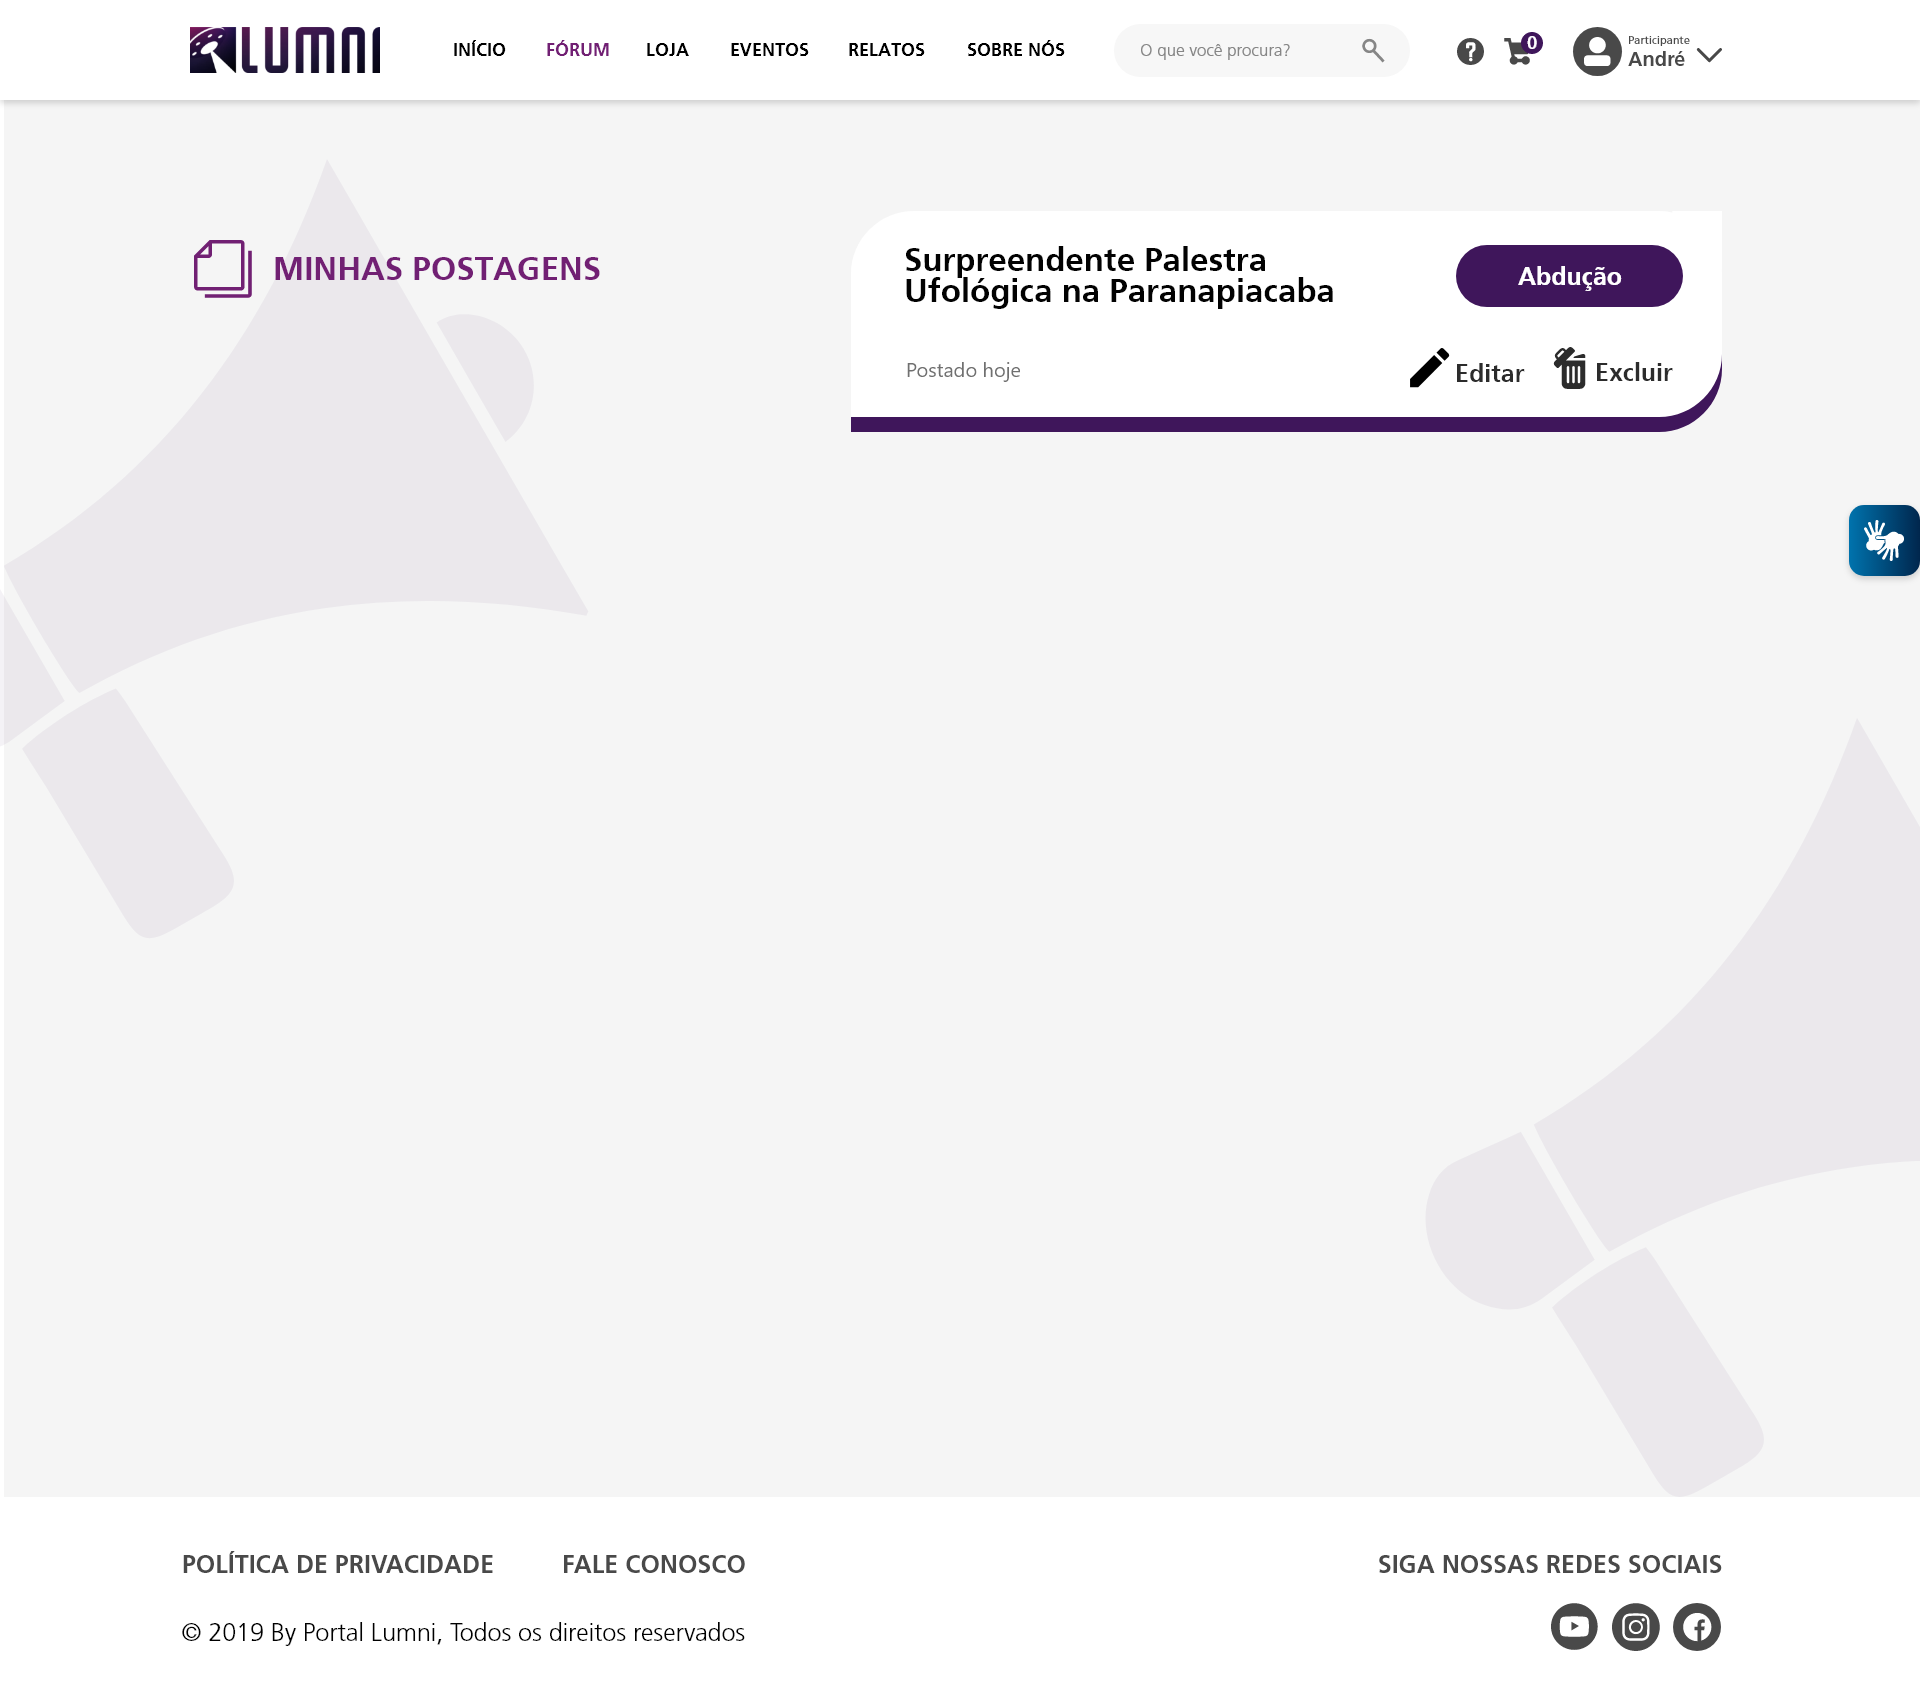 LUMNI
INÍCIO FÓRUM LOJA EVENTOS RELATOS SOBRE NÓS
O que você procura?
0
Participante
André
MINHAS POSTAGENS
Surpreendente Palestra
Ufológica na Paranapiacaba
Abdução
Postado hoje
Editar
Excluir
POLÍTICA DE PRIVACIDADE
FALE CONOSCO
SIGA NOSSAS REDES SOCIAIS
© 2019 By Portal Lumni, Todos os direitos reservados